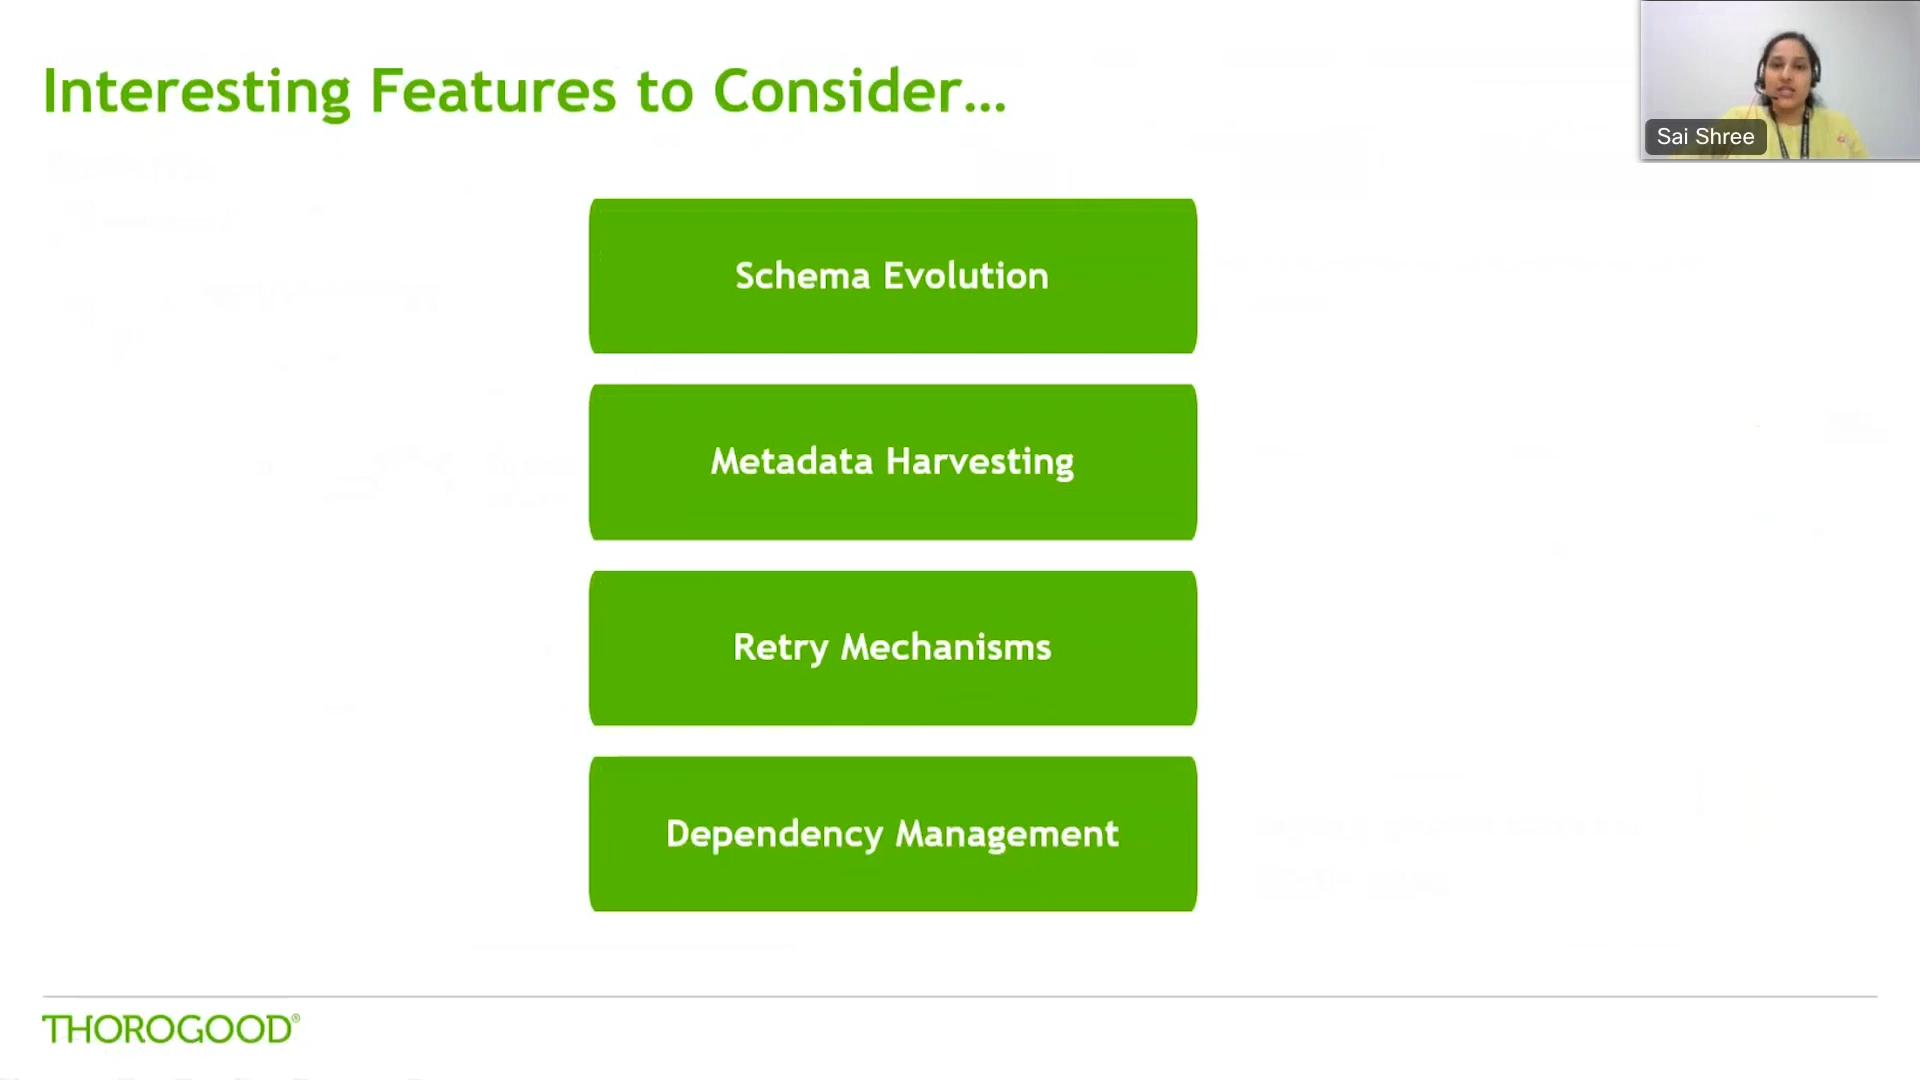 Interesting Features to Consider...
Sai Shree
Schema Evolution
Metadata Harvesting
Retry Mechanisms
Dependency Management
THOROGOOD®